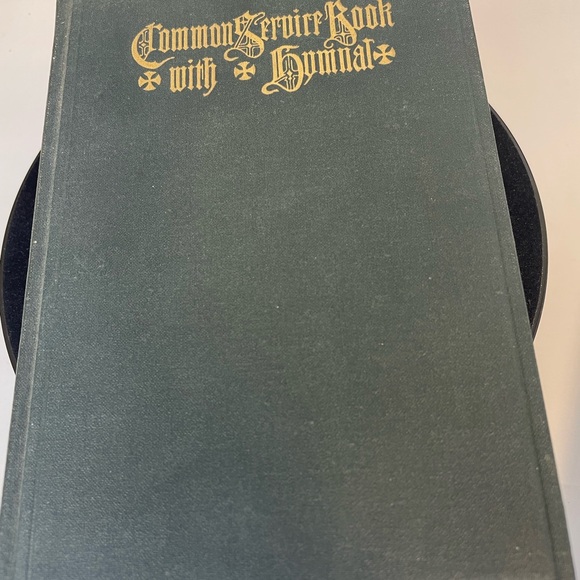 Common Service Book
with Hymnal